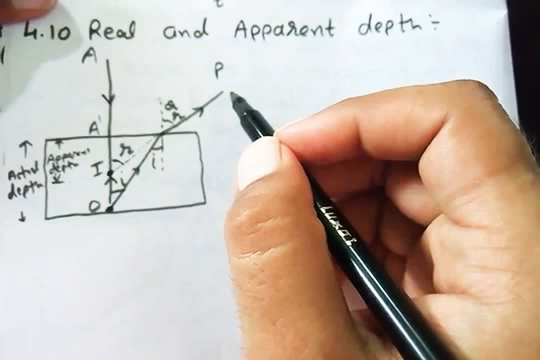 4.10 Real and Apparent depth :-
A
P
A'
r
Actual depth
Apparent depth
I
r
i
O
LUXOR